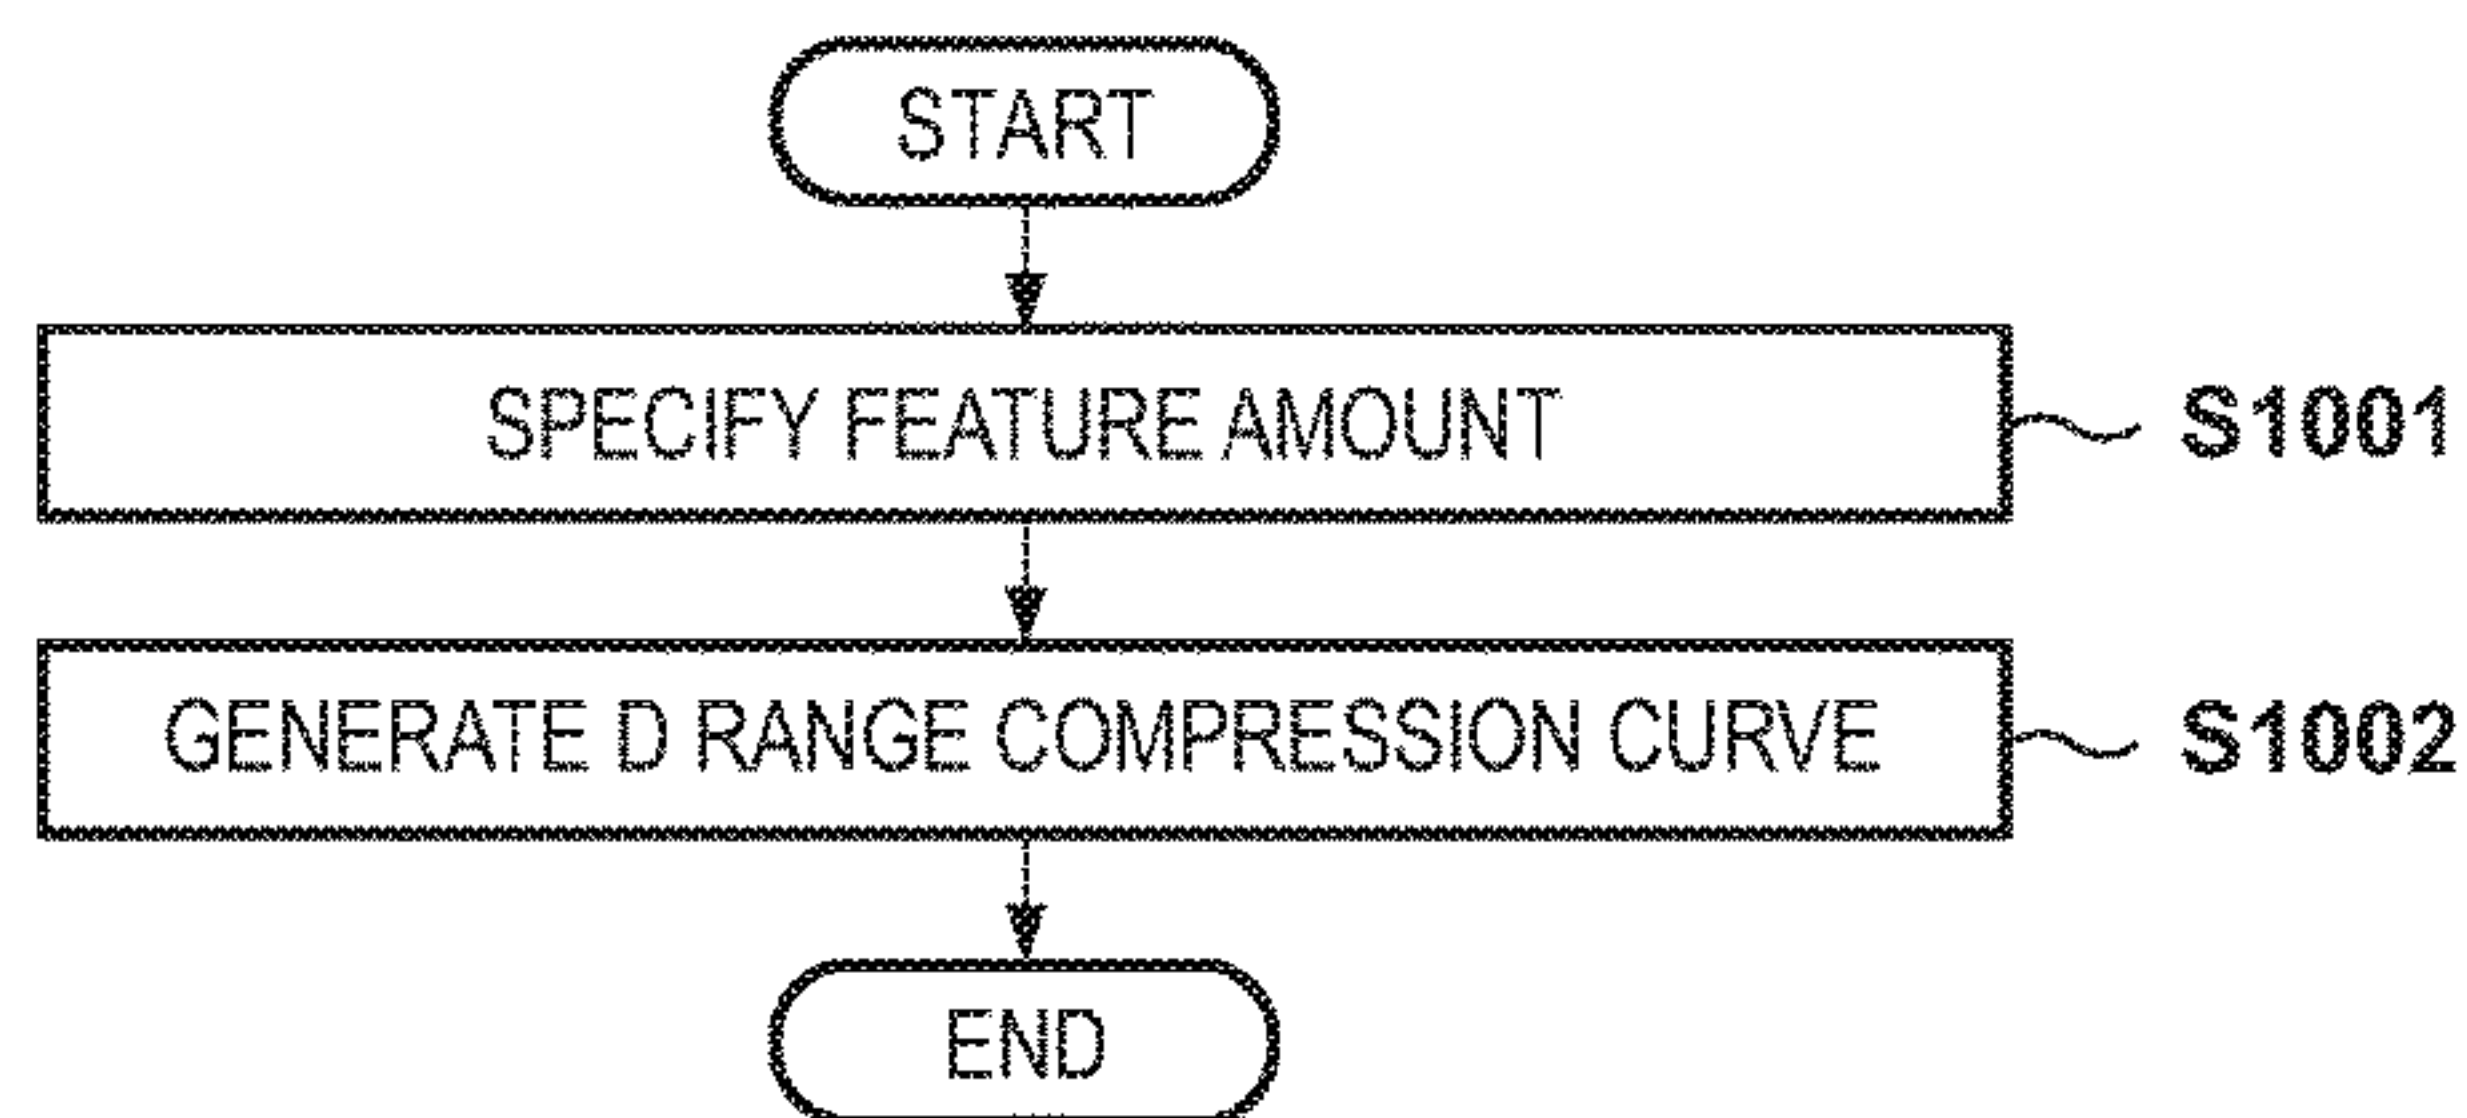 START
SPECIFY FEATURE AMOUNT
S1001
GENERATE D RANGE COMPRESSION CURVE
S1002
END